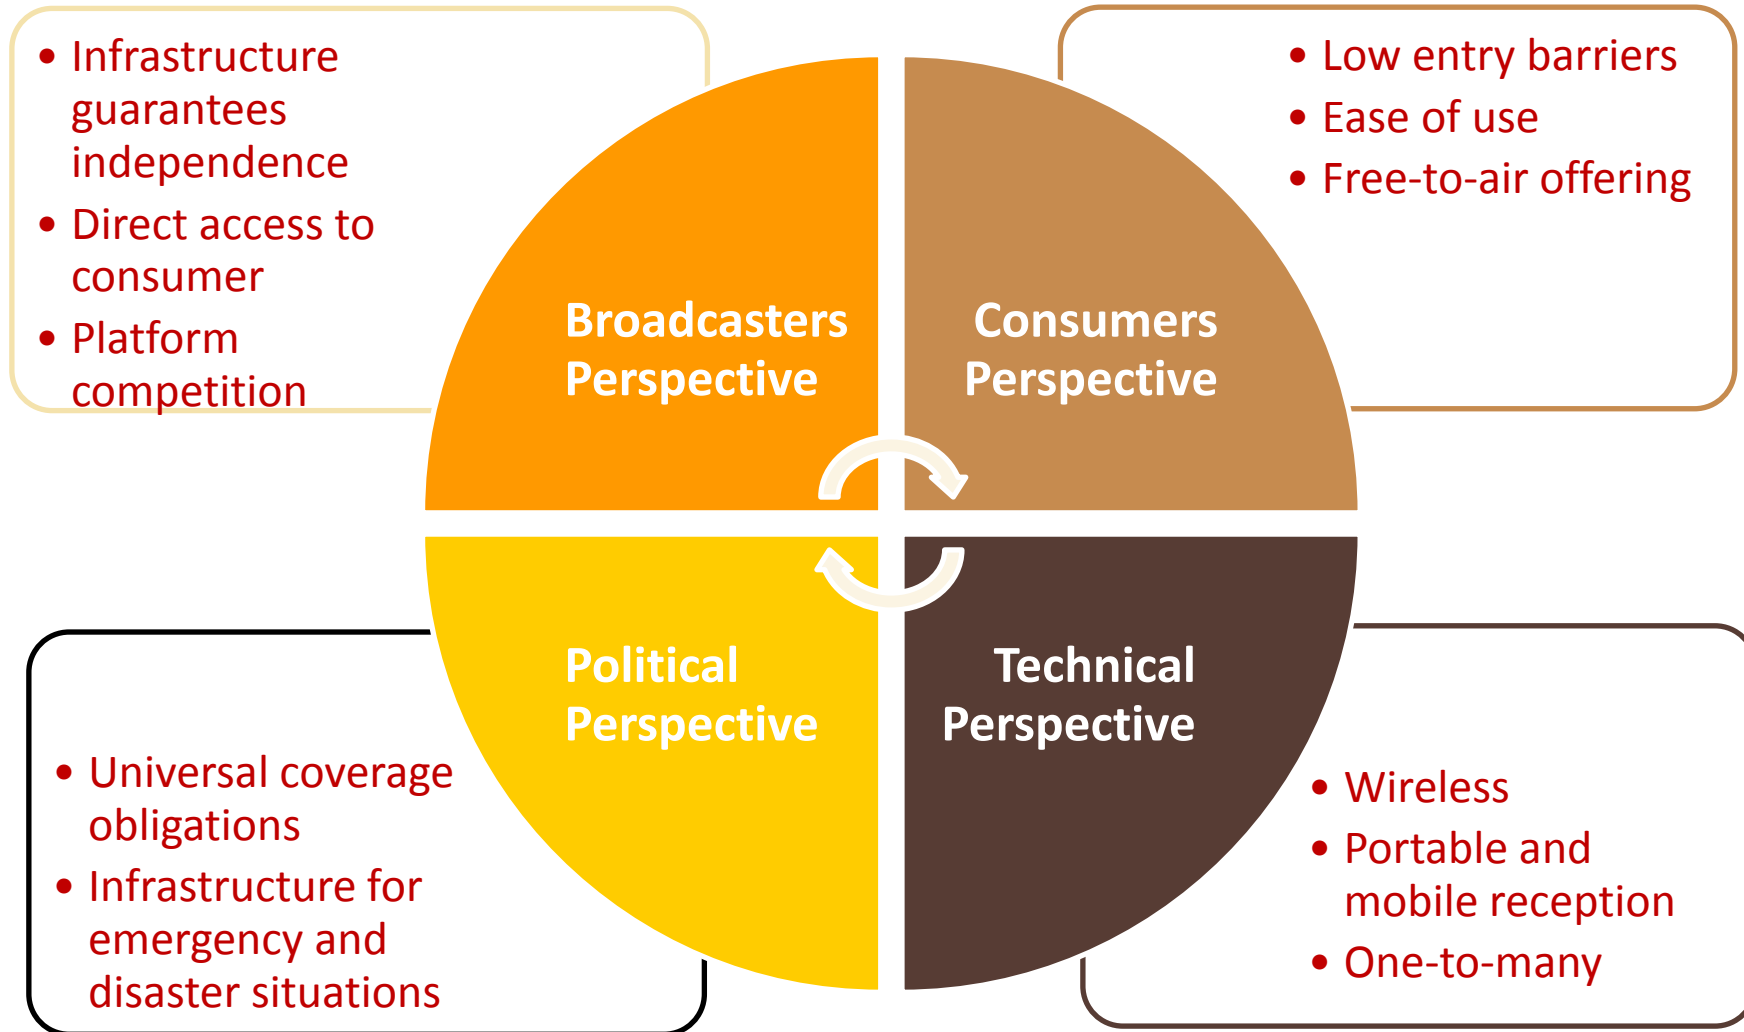 • Infrastructure
guarantees
independence
• Direct access to
consumer
• Platform
competition
• Low entry barriers
• Ease of use
• Free-to-air offering
Broadcasters
Perspective
Consumers
Perspective
Political
Perspective
Technical
Perspective
• Universal coverage
obligations
• Infrastructure for
emergency and
disaster situations
• Wireless
• Portable and
mobile reception
• One-to-many